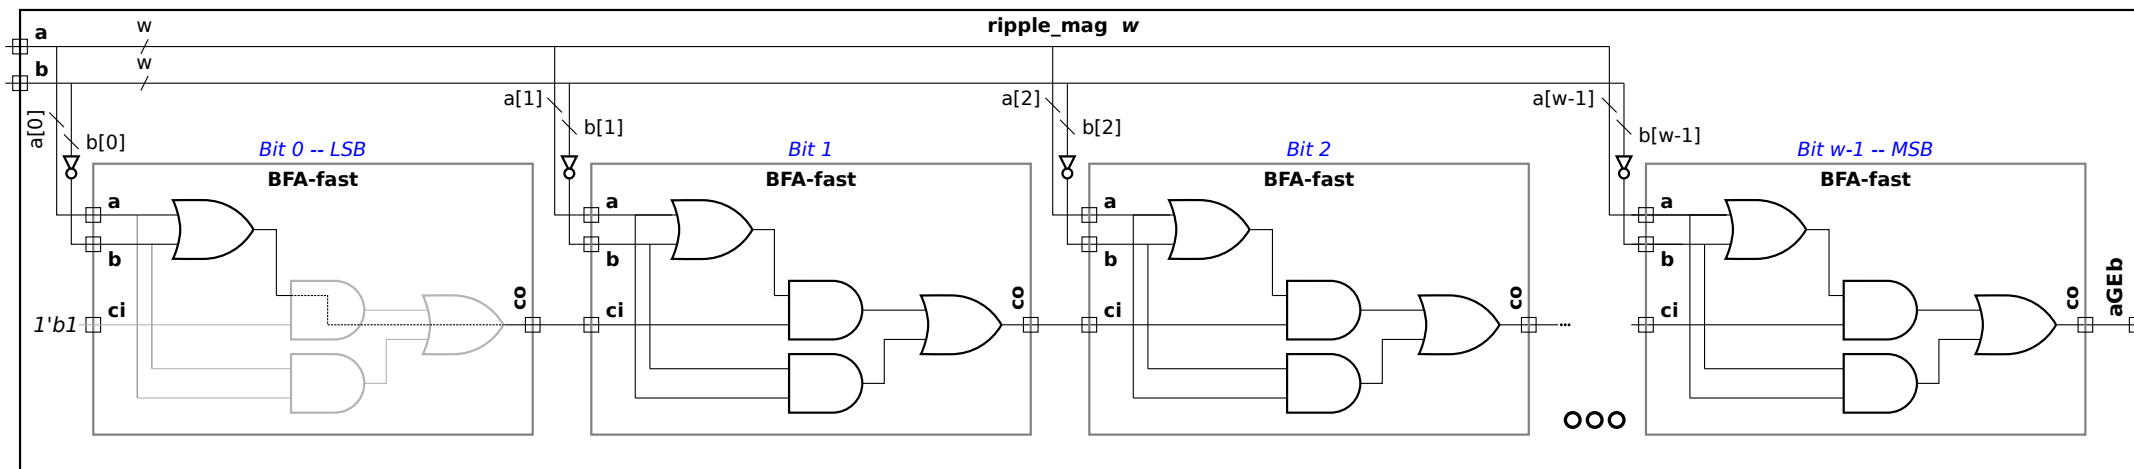 ripple_mag w
a
w
b
w
a[0]
b[0]
a[1]
b[1]
a[2]
b[2]
a[w-1]
b[w-1]
Bit 0 -- LSB
BFA-fast
a
b
ci
co
1'b1
Bit 1
BFA-fast
a
b
ci
co
Bit 2
BFA-fast
a
b
ci
co
...
Bit w-1 -- MSB
BFA-fast
a
b
ci
co
aGEb